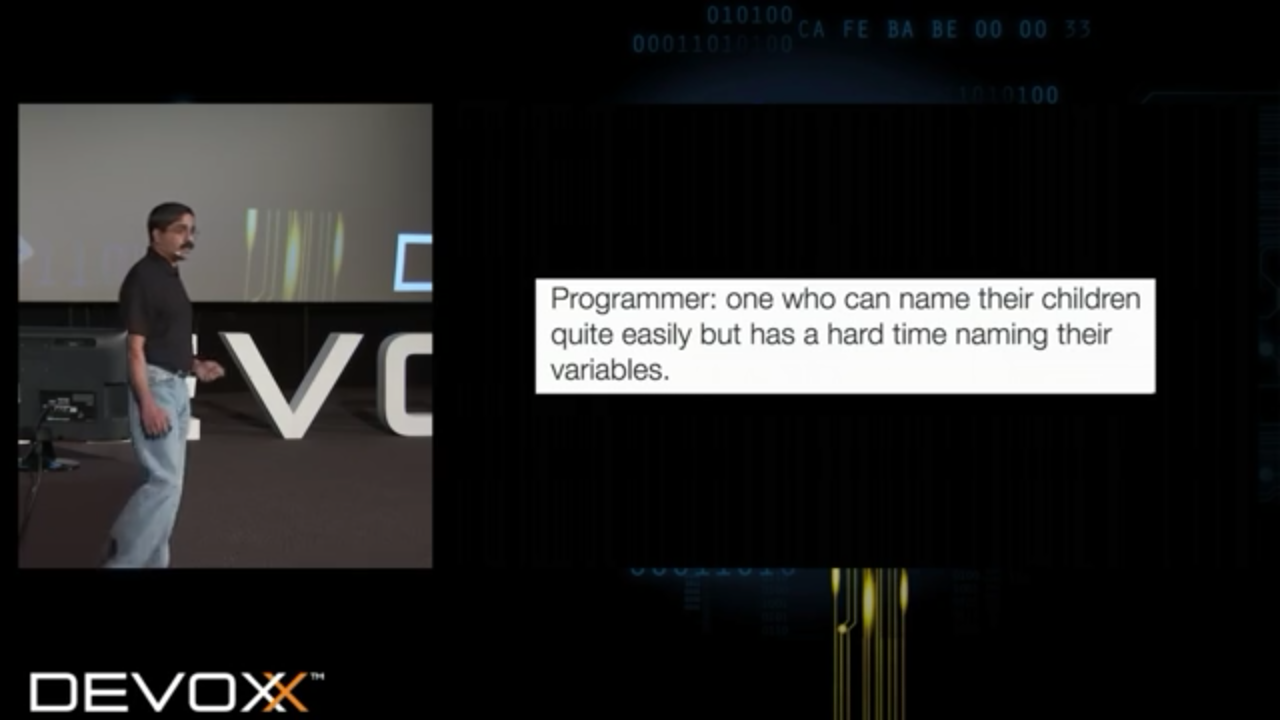 010100
00011010100
CA FE BA BE 00 00 33
1010100
EVO
Programmer: one who can name their children
quite easily but has a hard time naming their
variables.
DEVOXX™